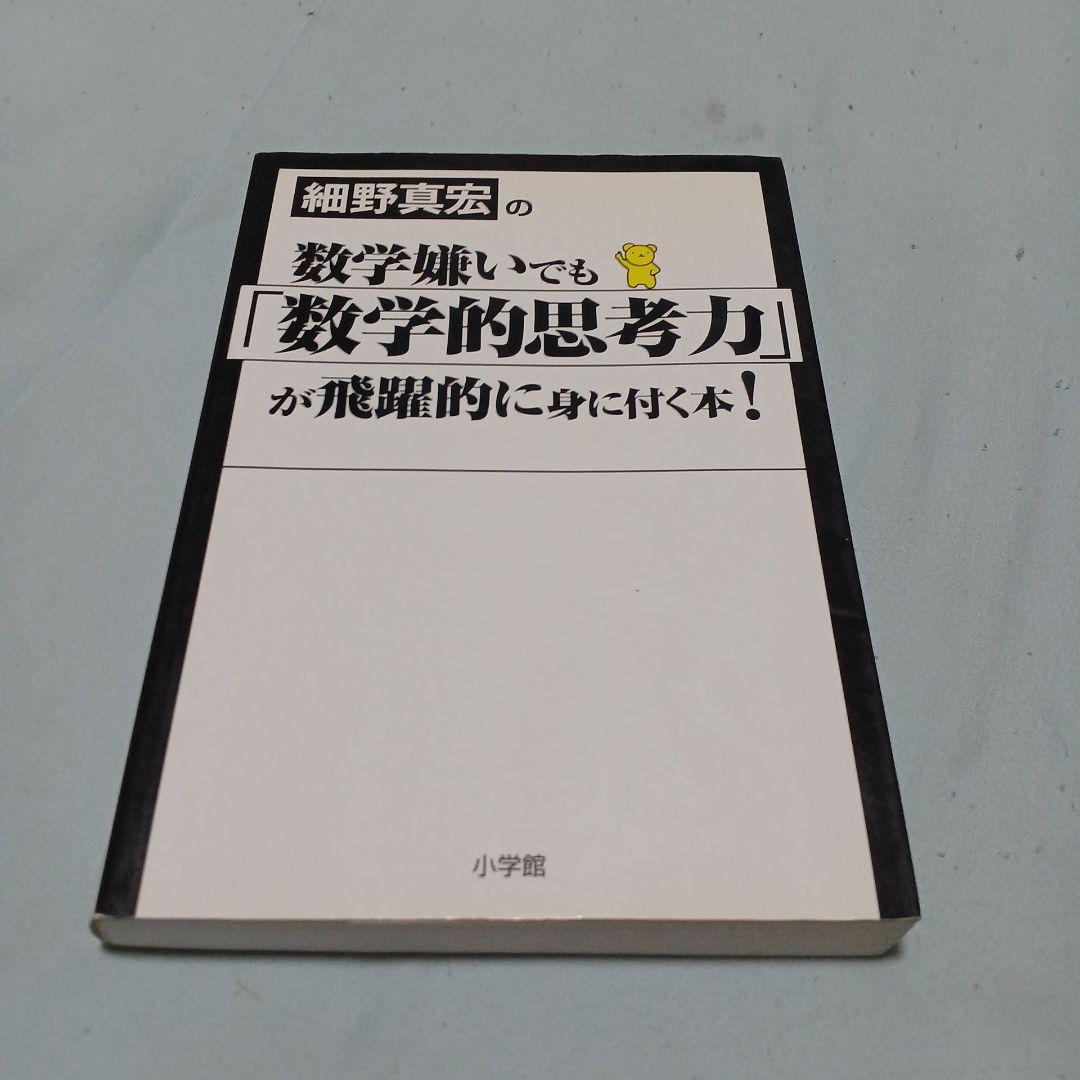 細野真宏の
数学嫌いでも
「数学的思考力」
が飛躍的に身に付く本!
小学館